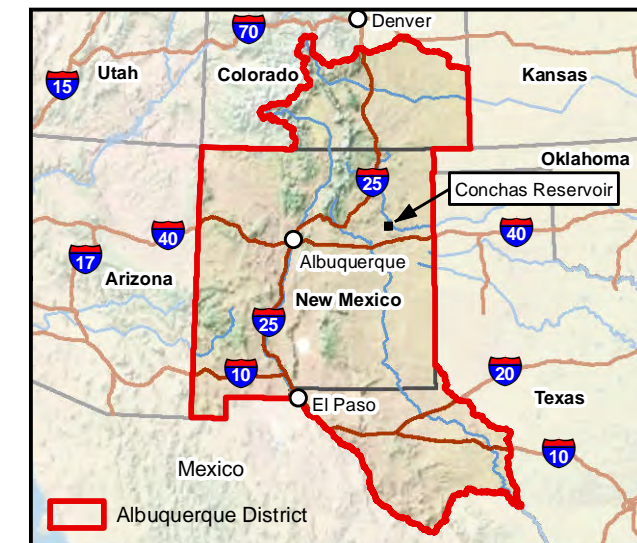 Denver
70
Utah
Colorado
Kansas
15
Oklahoma
25
Conchas Reservoir
40
40
17
Albuquerque
Arizona
New Mexico
25
10
20
Texas
El Paso
10
Mexico
Albuquerque District